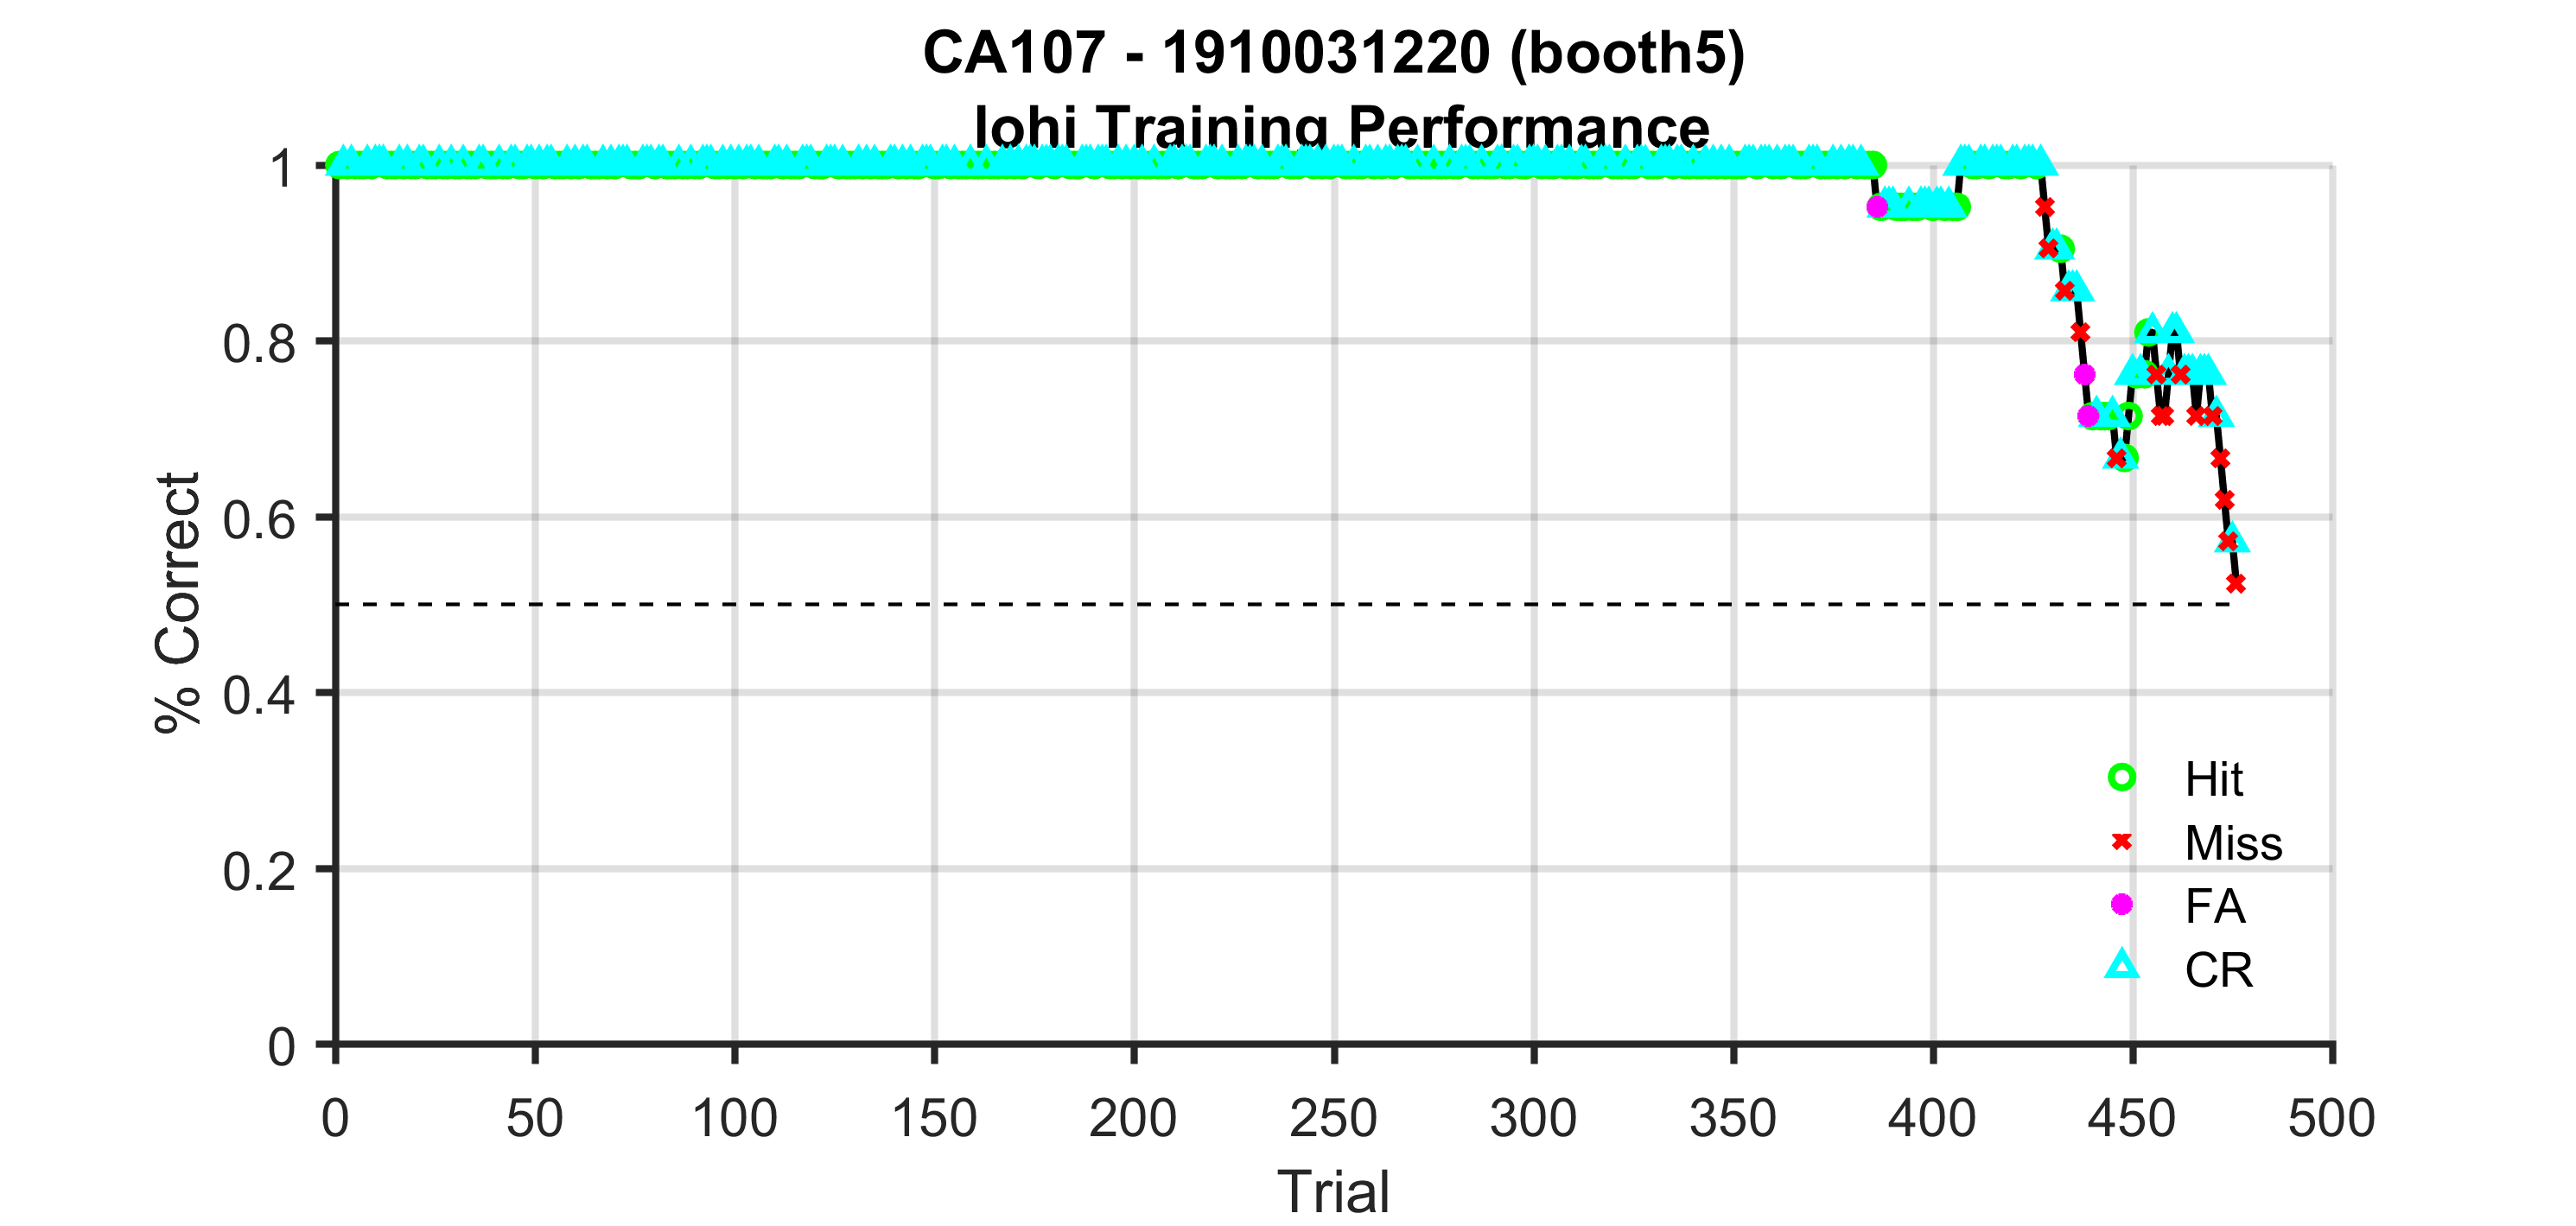 CA107 - 1910031220 (booth5)
lohi Training Performance
% Correct
1
0.8
0.6
0.4
0.2
0
0 50 100 150 200 250 300 350 400 450 500
Trial
Hit
Miss
FA
CR